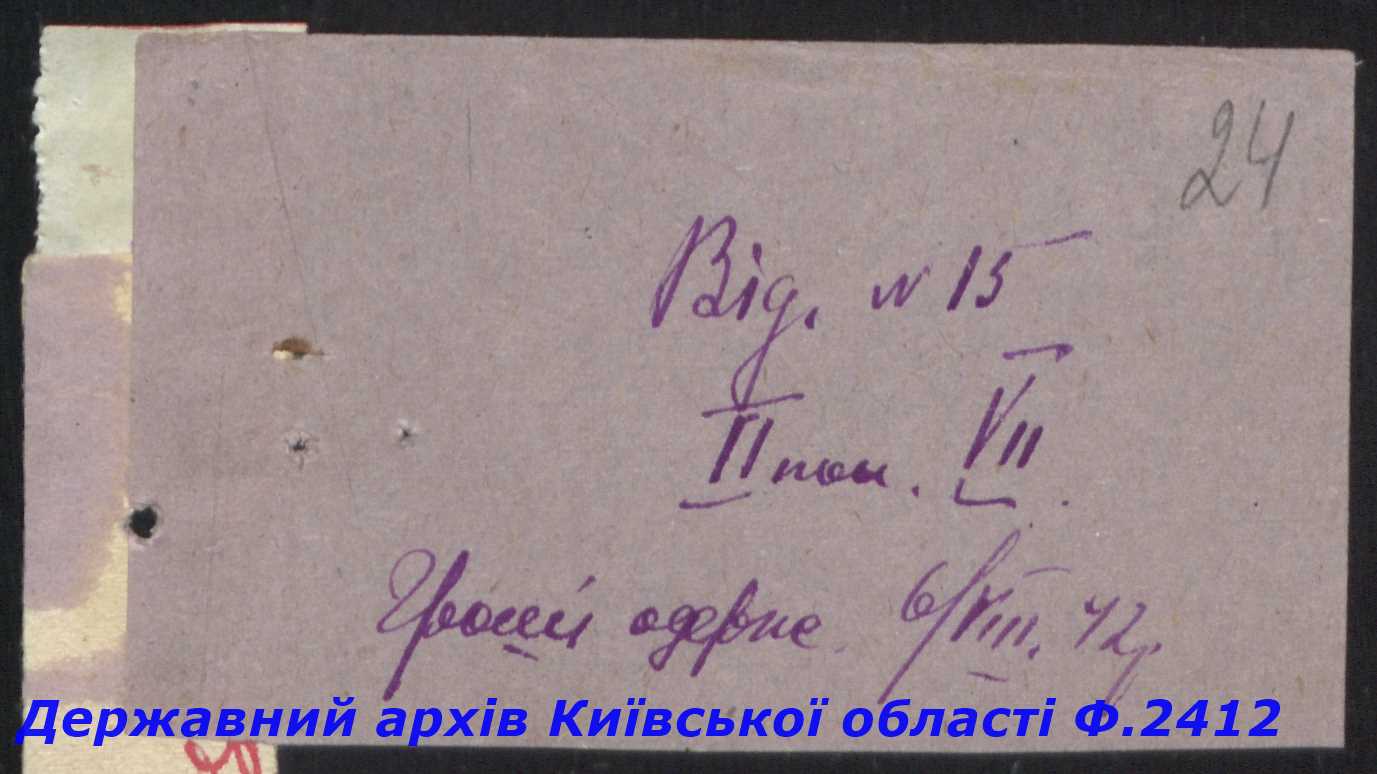 24
Від. № 15
II пол. VII.
Гроші одерж. 6/VIII. 42 р.
Державний архів Київської області Ф.2412